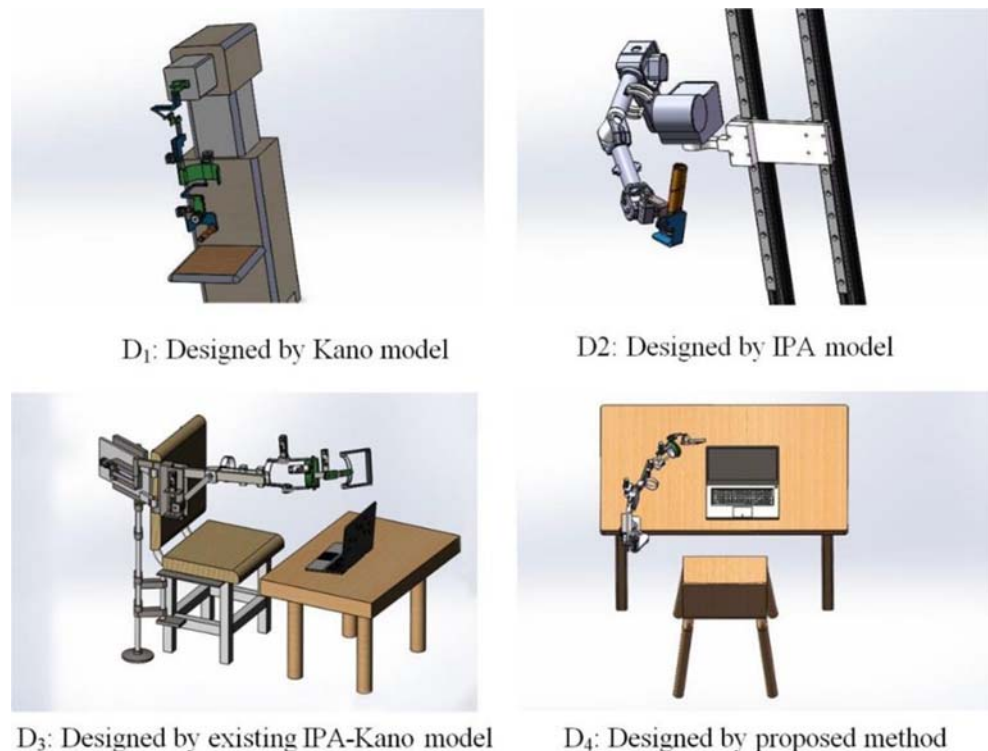 D₁: Designed by Kano model
D2: Designed by IPA model
D₃: Designed by existing IPA-Kano model
D₄: Designed by proposed method